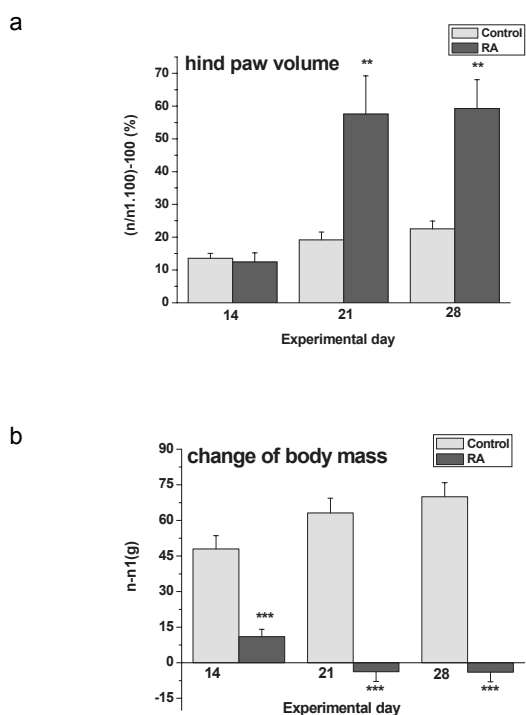 a
Control
RA
hind paw volume
**
**
(n/n1.100)-100 (%)
70
60
50
40
30
20
10
0
14
21
28
Experimental day
b
Control
RA
change of body mass
n-n1(g)
90
75
60
45
30
15
0
-15
***
***
***
14
21
28
Experimental day